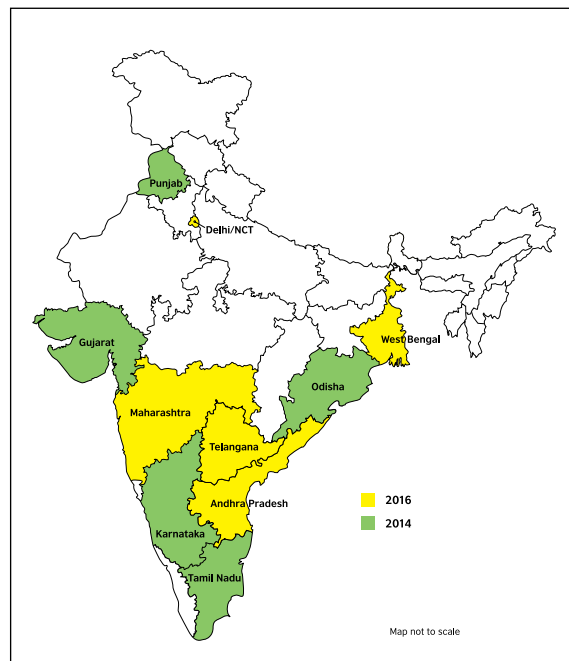 Punjab
Delhi/NCT
West Bengal
Gujarat
Odisha
Maharashtra
Telangana
Andhra Pradesh
2016
2014
Karnataka
Tamil Nadu
Map not to scale